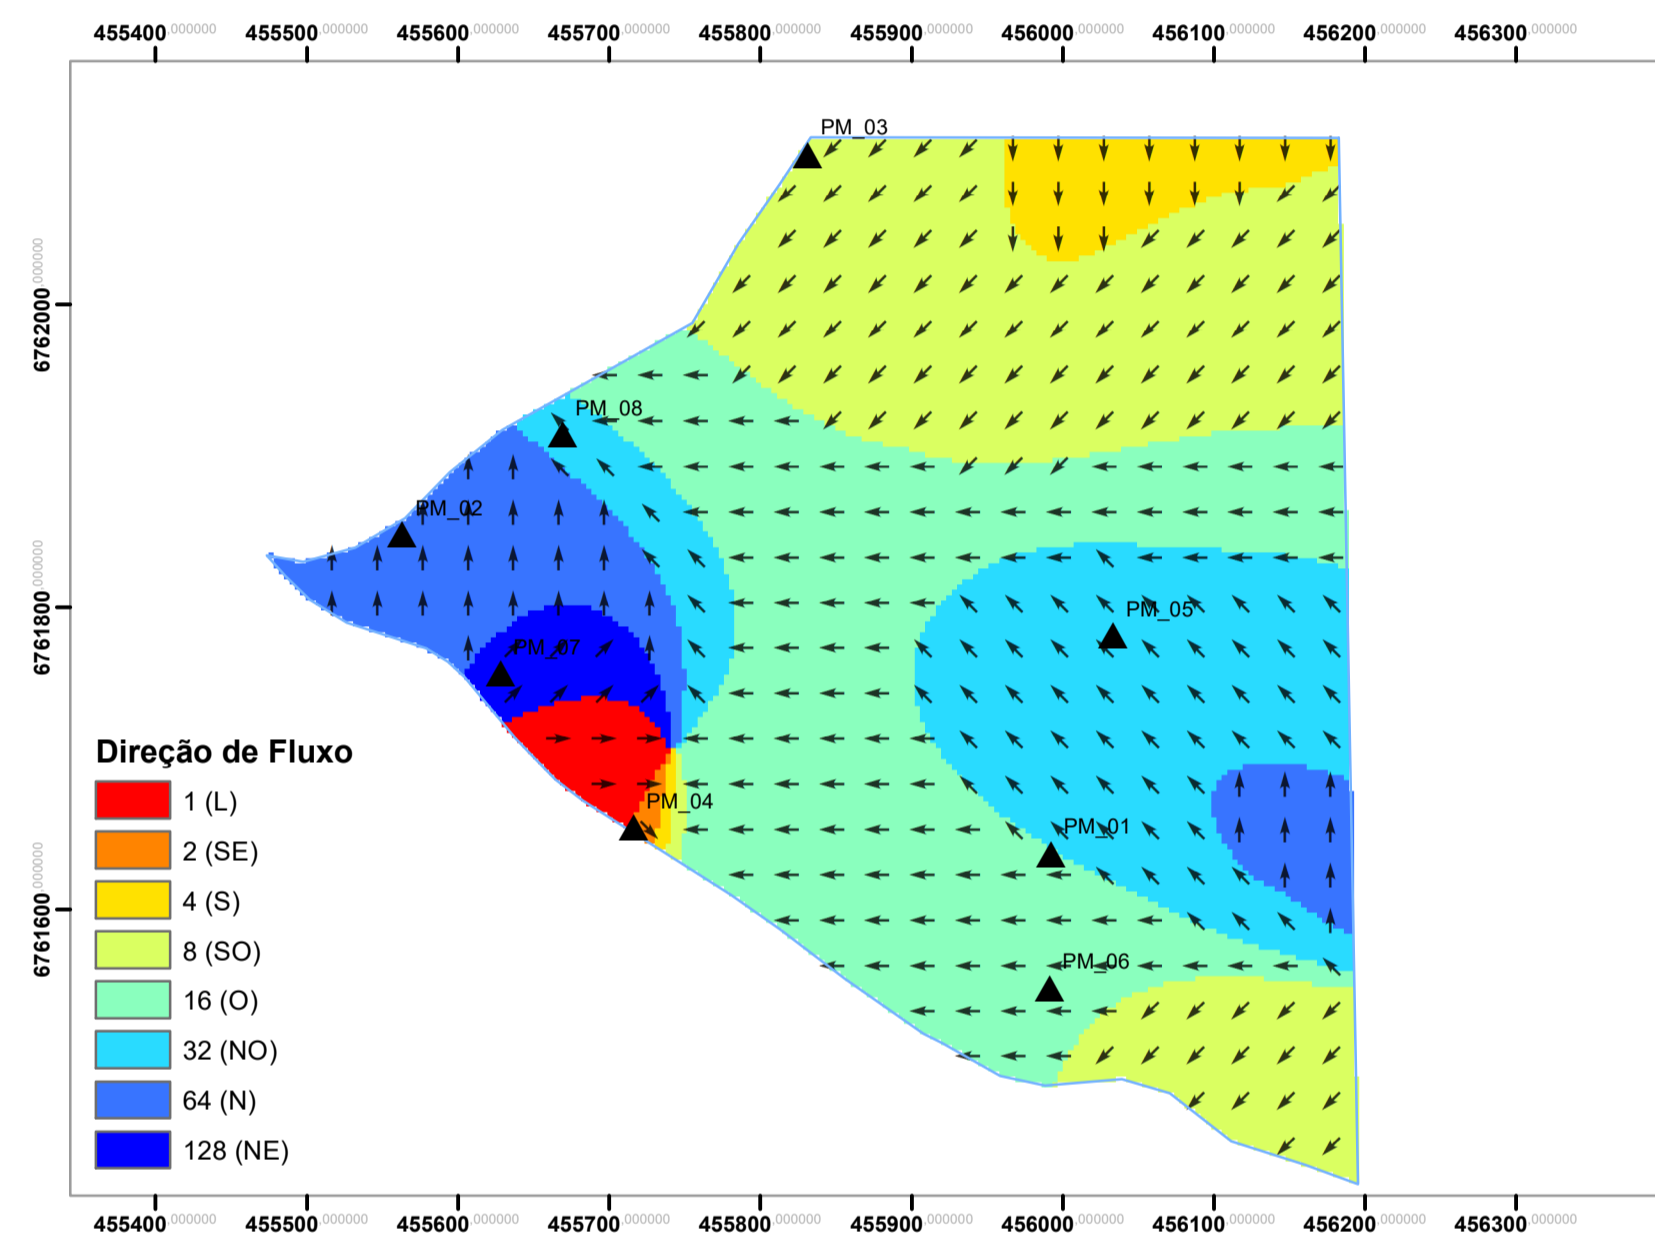 455400,000000 455500,000000 455600,000000 455700,000000 455800,000000 455900,000000 456000,000000 456100,000000 456200,000000 456300,000000
PM_03
6762000,000000
PM_08
PM_02
6761800,000000
PM_05
PM_07
Direção de Fluxo
1 (L)
PM_04
PM_01
2 (SE)
4 (S)
6761600,000000
8 (SO)
PM_06
16 (O)
32 (NO)
64 (N)
128 (NE)
455400,000000 455500,000000 455600,000000 455700,000000 455800,000000 455900,000000 456000,000000 456100,000000 456200,000000 456300,000000